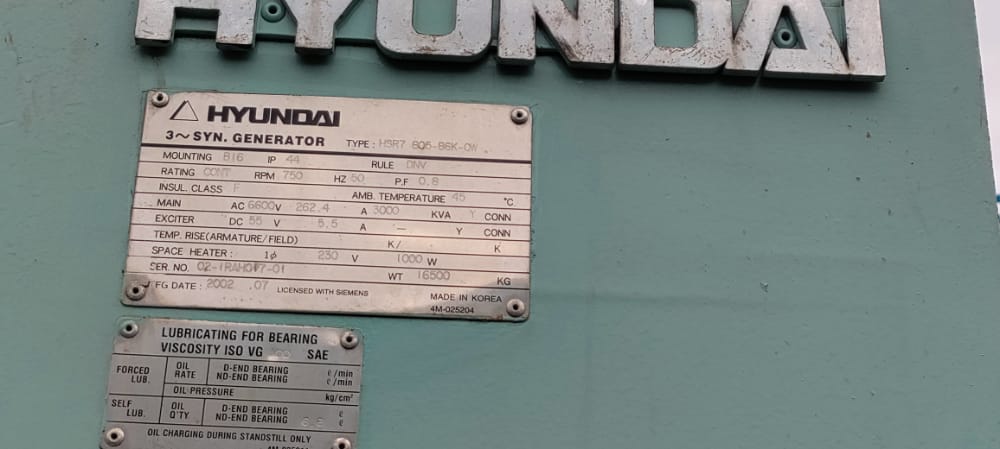 HYUNDAI
HYUNDAI
3~ SYN. GENERATOR TYPE : HSR7 805-B6K-OW
MOUNTING B16 IP 44 RULE DNV
RATING CONT RPM 750 HZ 50 P.F 0.8
INSUL. CLASS F AMB. TEMPERATURE 45 °C
MAIN AC 6600V 262.4 A 3000 KVA Y CONN
EXCITER DC 55 V 5.5 A — Y CONN
TEMP. RISE(ARMATURE/FIELD) K/ K
SPACE HEATER : 1ϕ 230 V 1000 W
SER. NO. WT 16500 KG
FG DATE : 2002 .07 LICENSED WITH SIEMENS MADE IN KOREA
4M-025204
LUBRICATING FOR BEARING
VISCOSITY ISO VG SAE
FORCED LUB. OIL RATE D-END BEARING ℓ/min
ND-END BEARING ℓ/min
OIL PRESSURE kg/cm²
SELF LUB. OIL Q'TY D-END BEARING ℓ
ND-END BEARING ℓ
OIL CHARGING DURING STANDSTILL ONLY